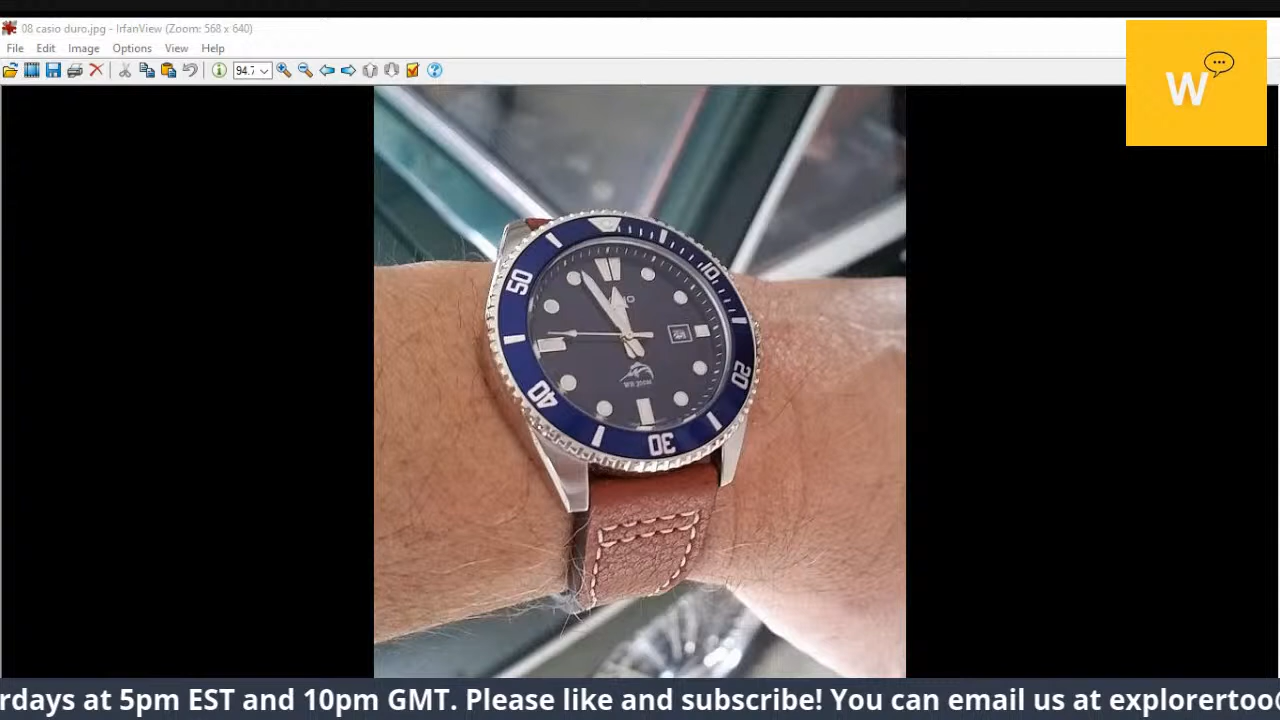 08 casio duro.jpg - IrfanView (Zoom: 568 x 640)
File Edit Image Options View Help
94.7
W
50
10
20
40
30
WR 200M
rdays at 5pm EST and 10pm GMT. Please like and subscribe! You can email us at explorertooc